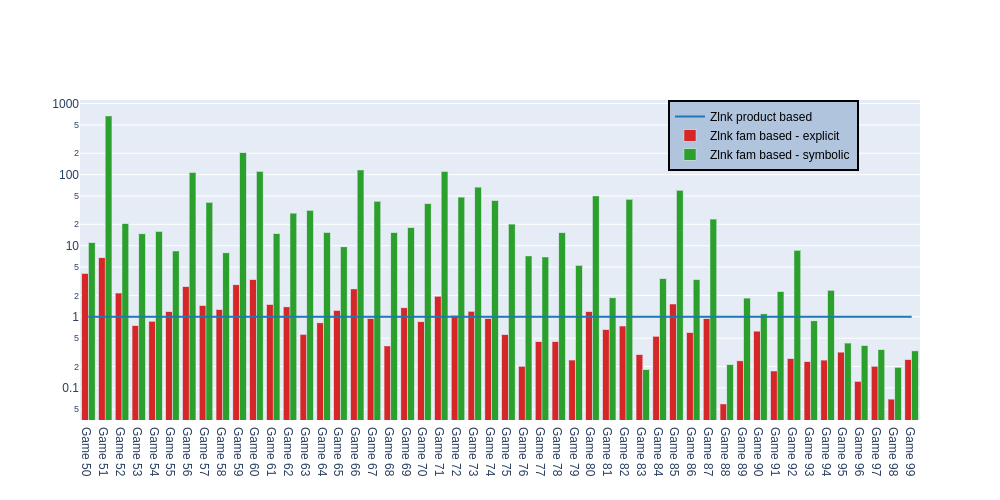 1000
5
2
100
5
2
10
5
2
1
5
2
0.1
5
Zlnk product based
Zlnk fam based - explicit
Zlnk fam based - symbolic
Game 50
Game 51
Game 52
Game 53
Game 54
Game 55
Game 56
Game 57
Game 58
Game 59
Game 60
Game 61
Game 62
Game 63
Game 64
Game 65
Game 66
Game 67
Game 68
Game 69
Game 70
Game 71
Game 72
Game 73
Game 74
Game 75
Game 76
Game 77
Game 78
Game 79
Game 80
Game 81
Game 82
Game 83
Game 84
Game 85
Game 86
Game 87
Game 88
Game 89
Game 90
Game 91
Game 92
Game 93
Game 94
Game 95
Game 96
Game 97
Game 98
Game 99